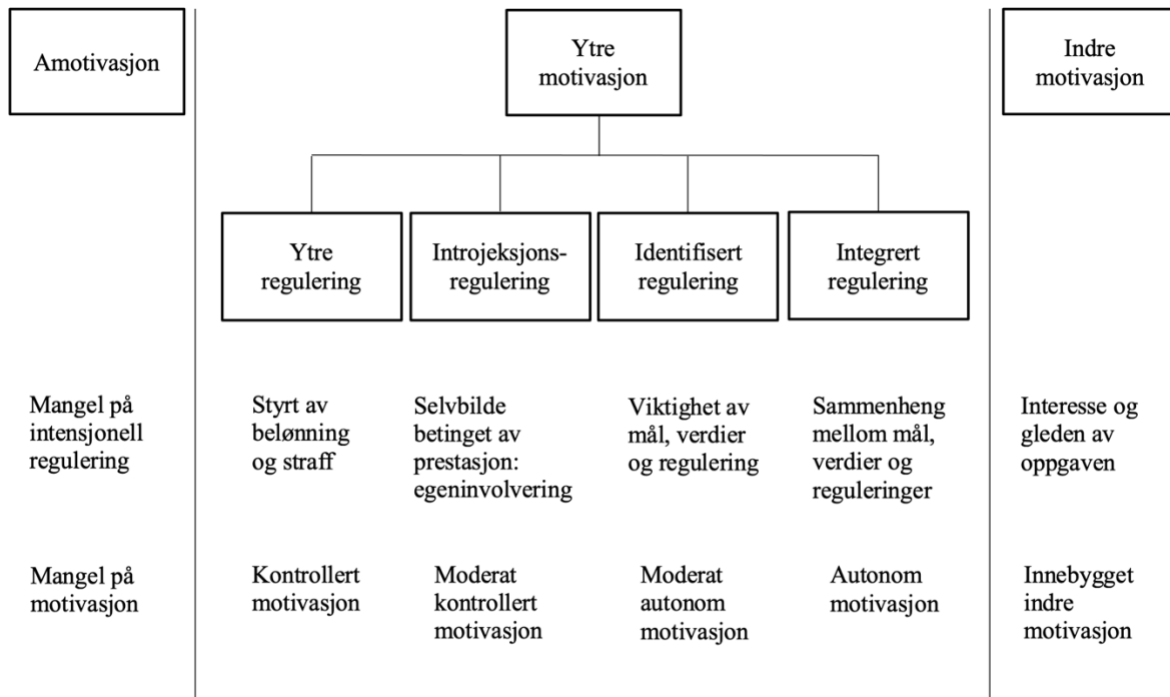 Amotivasjon
Ytre
motivasjon
Indre
motivasjon
Ytre
regulering
Introjeksjons-
regulering
Identifisert
regulering
Integrert
regulering
Mangel på
intensjonell
regulering
Styrt av
belønning
og straff
Selvbilde
betinget av
prestasjon:
egeninvolvering
Viktighet av
mål, verdier
og regulering
Sammenheng
mellom mål,
verdier og
reguleringer
Interesse og
gleden av
oppgaven
Mangel på
motivasjon
Kontrollert
motivasjon
Moderat
kontrollert
motivasjon
Moderat
autonom
motivasjon
Autonom
motivasjon
Innebygget
indre
motivasjon